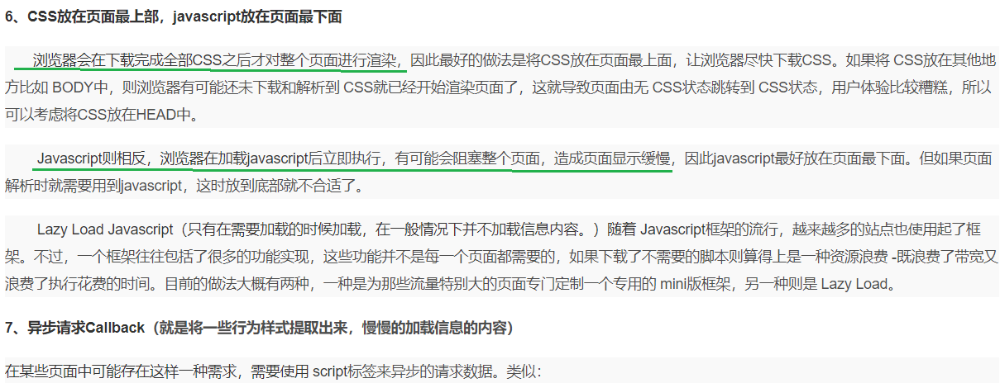 6、CSS放在页面最上部，javascript放在页面最下面
浏览器会在下载完成全部CSS之后才对整个页面进行渲染，因此最好的做法是将CSS放在页面最上面，让浏览器尽快下载CSS。如果将 CSS放在其他地
方比如 BODY中，则浏览器有可能还未下载和解析到 CSS就已经开始渲染页面了，这就导致页面由无 CSS状态跳转到 CSS状态，用户体验比较糟糕，所以
可以考虑将CSS放在HEAD中。
Javascript则相反，浏览器在加载javascript后立即执行，有可能会阻塞整个页面，造成页面显示缓慢，因此javascript最好放在页面最下面。但如果页面
解析时就需要用到javascript，这时放到底部就不合适了。
Lazy Load Javascript（只有在需要加载的时候加载，在一般情况下并不加载信息内容。）随着 Javascript框架的流行，越来越多的站点也使用起了框
架。不过，一个框架往往包括了很多的功能实现，这些功能并不是每一个页面都需要的，如果下载了不需要的脚本则算得上是一种资源浪费 -既浪费了带宽又
浪费了执行花费的时间。目前的做法大概有两种，一种是为那些流量特别大的页面专门定制一个专用的 mini版框架，另一种则是 Lazy Load。
7、异步请求Callback（就是将一些行为样式提取出来，慢慢的加载信息的内容）
在某些页面中可能存在这样一种需求，需要使用 script标签来异步的请求数据。类似：